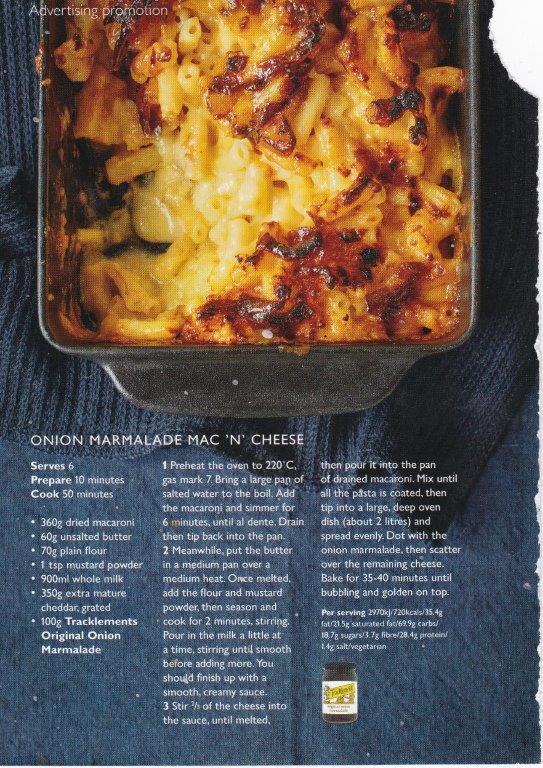 Advertising promotion
ONION MARMALADE MAC 'N' CHEESE
Serves 6
Prepare 10 minutes
Cook 50 minutes
• 360g dried macaroni
• 60g unsalted butter
• 70g plain flour
• 1 tsp mustard powder
• 900ml whole milk
• 350g extra mature
cheddar, grated
• 100g Tracklements
Original Onion
Marmalade
1 Preheat the oven to 220°C,
gas mark 7. Bring a large pan of
salted water to the boil. Add
the macaroni and simmer for
6 minutes, until al dente. Drain
then tip back into the pan.
2 Meanwhile, put the butter
in a medium pan over a
medium heat. Once melted,
add the flour and mustard
powder, then season and
cook for 2 minutes, stirring.
Pour in the milk a little at
a time, stirring until smooth
before adding more. You
should finish up with a
smooth, creamy sauce.
3 Stir ⅔ of the cheese into
the sauce, until melted,
then pour it into the pan
of drained macaroni. Mix until
all the pasta is coated, then
tip into a large, deep oven
dish (about 2 litres) and
spread evenly. Dot with the
onion marmalade, then scatter
over the remaining cheese.
Bake for 35-40 minutes until
bubbling and golden on top.
Per serving 2970kJ/720kcals/35.4g
fat/21.5g saturated fat/69.9g carbs/
18.7g sugars/3.7g fibre/28.4g protein/
1.4g salt/vegetarian